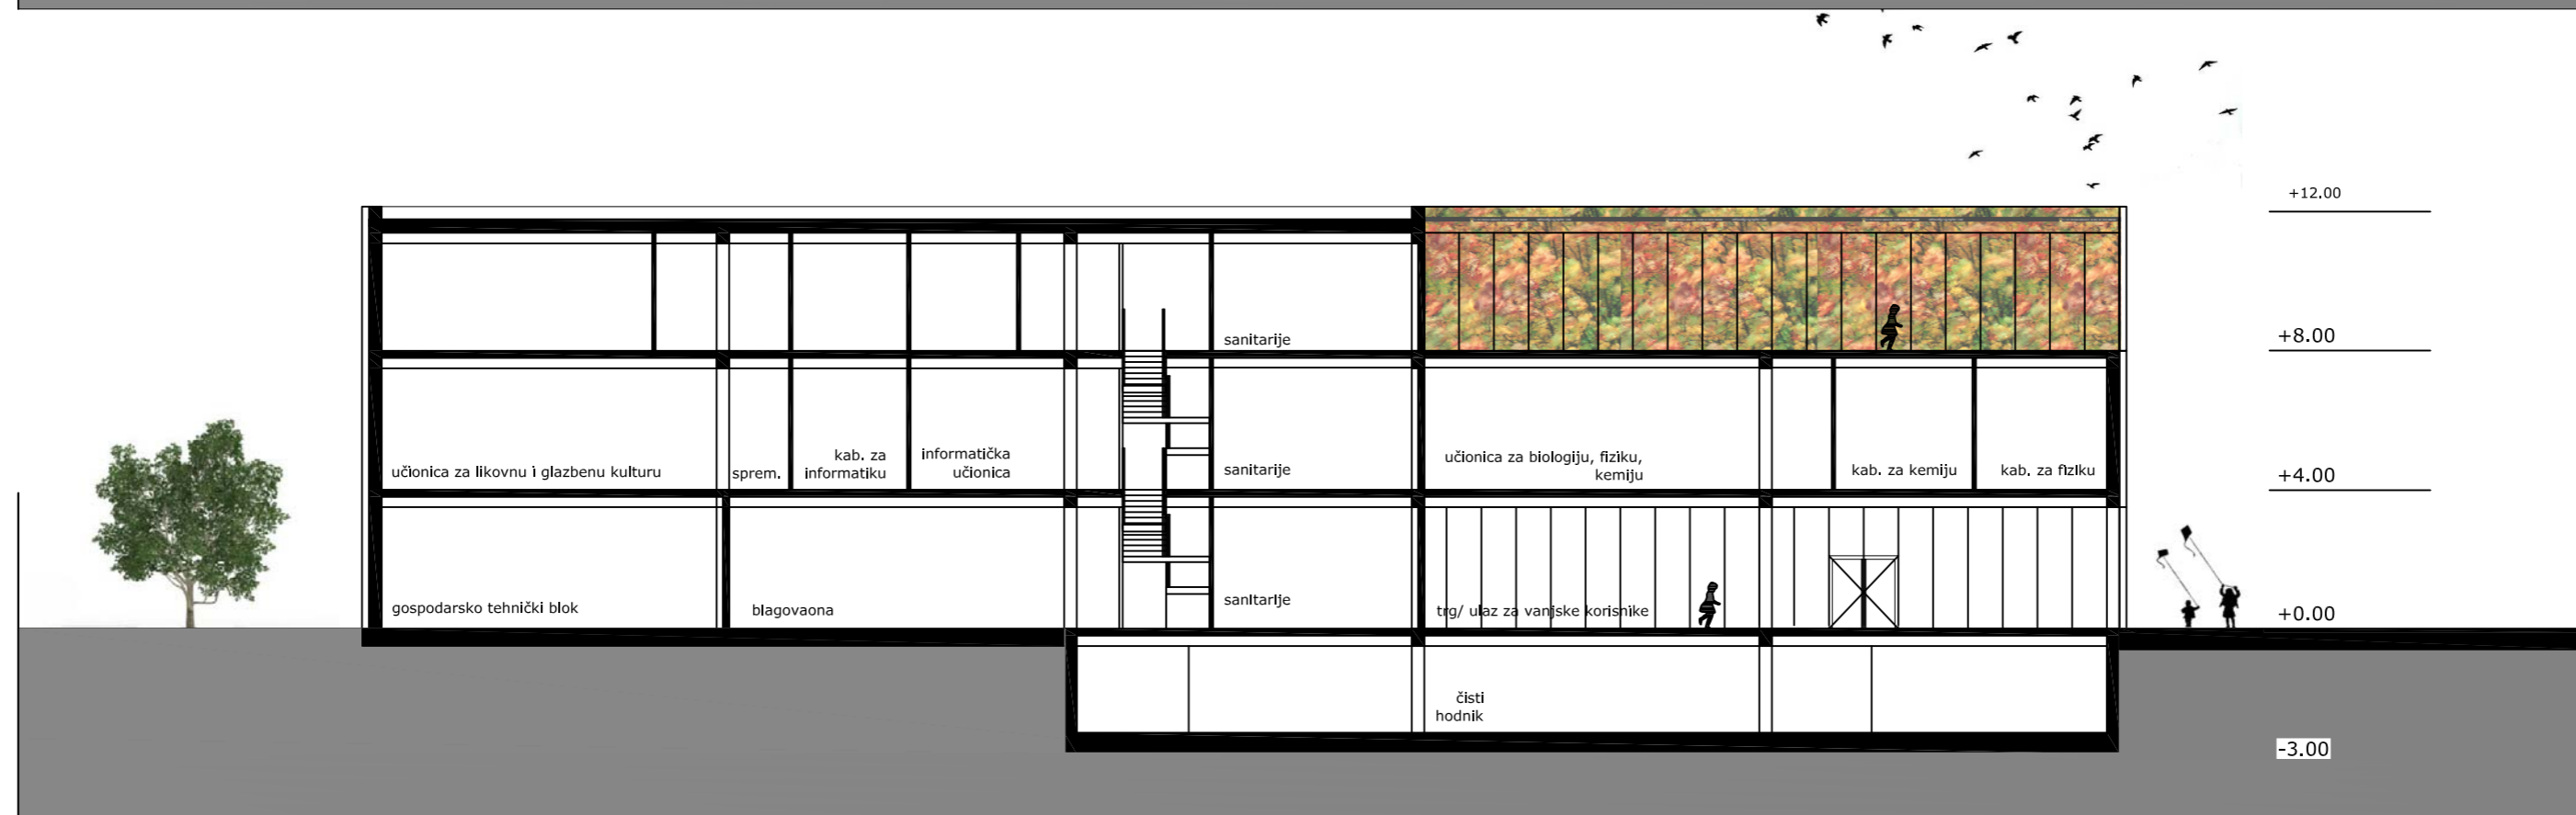 +12.00
sanitarije
+8.00
učionica za likovnu i glazbenu kulturu
sprem.
kab. za
informatiku
informatička
učionica
sanitarije
učionica za biologiju, fiziku,
kemiju
kab. za kemiju
kab. za fiziku
+4.00
gospodarsko tehnički blok
blagovaona
sanitarije
trg/ ulaz za vanjske korisnike
+0.00
čisti
hodnik
-3.00